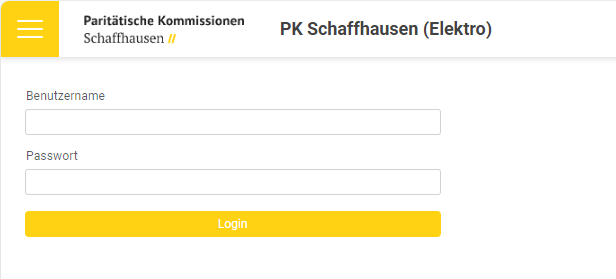 Paritätische Kommissionen
Schaffhausen //
PK Schaffhausen (Elektro)
Benutzername
Passwort
Login